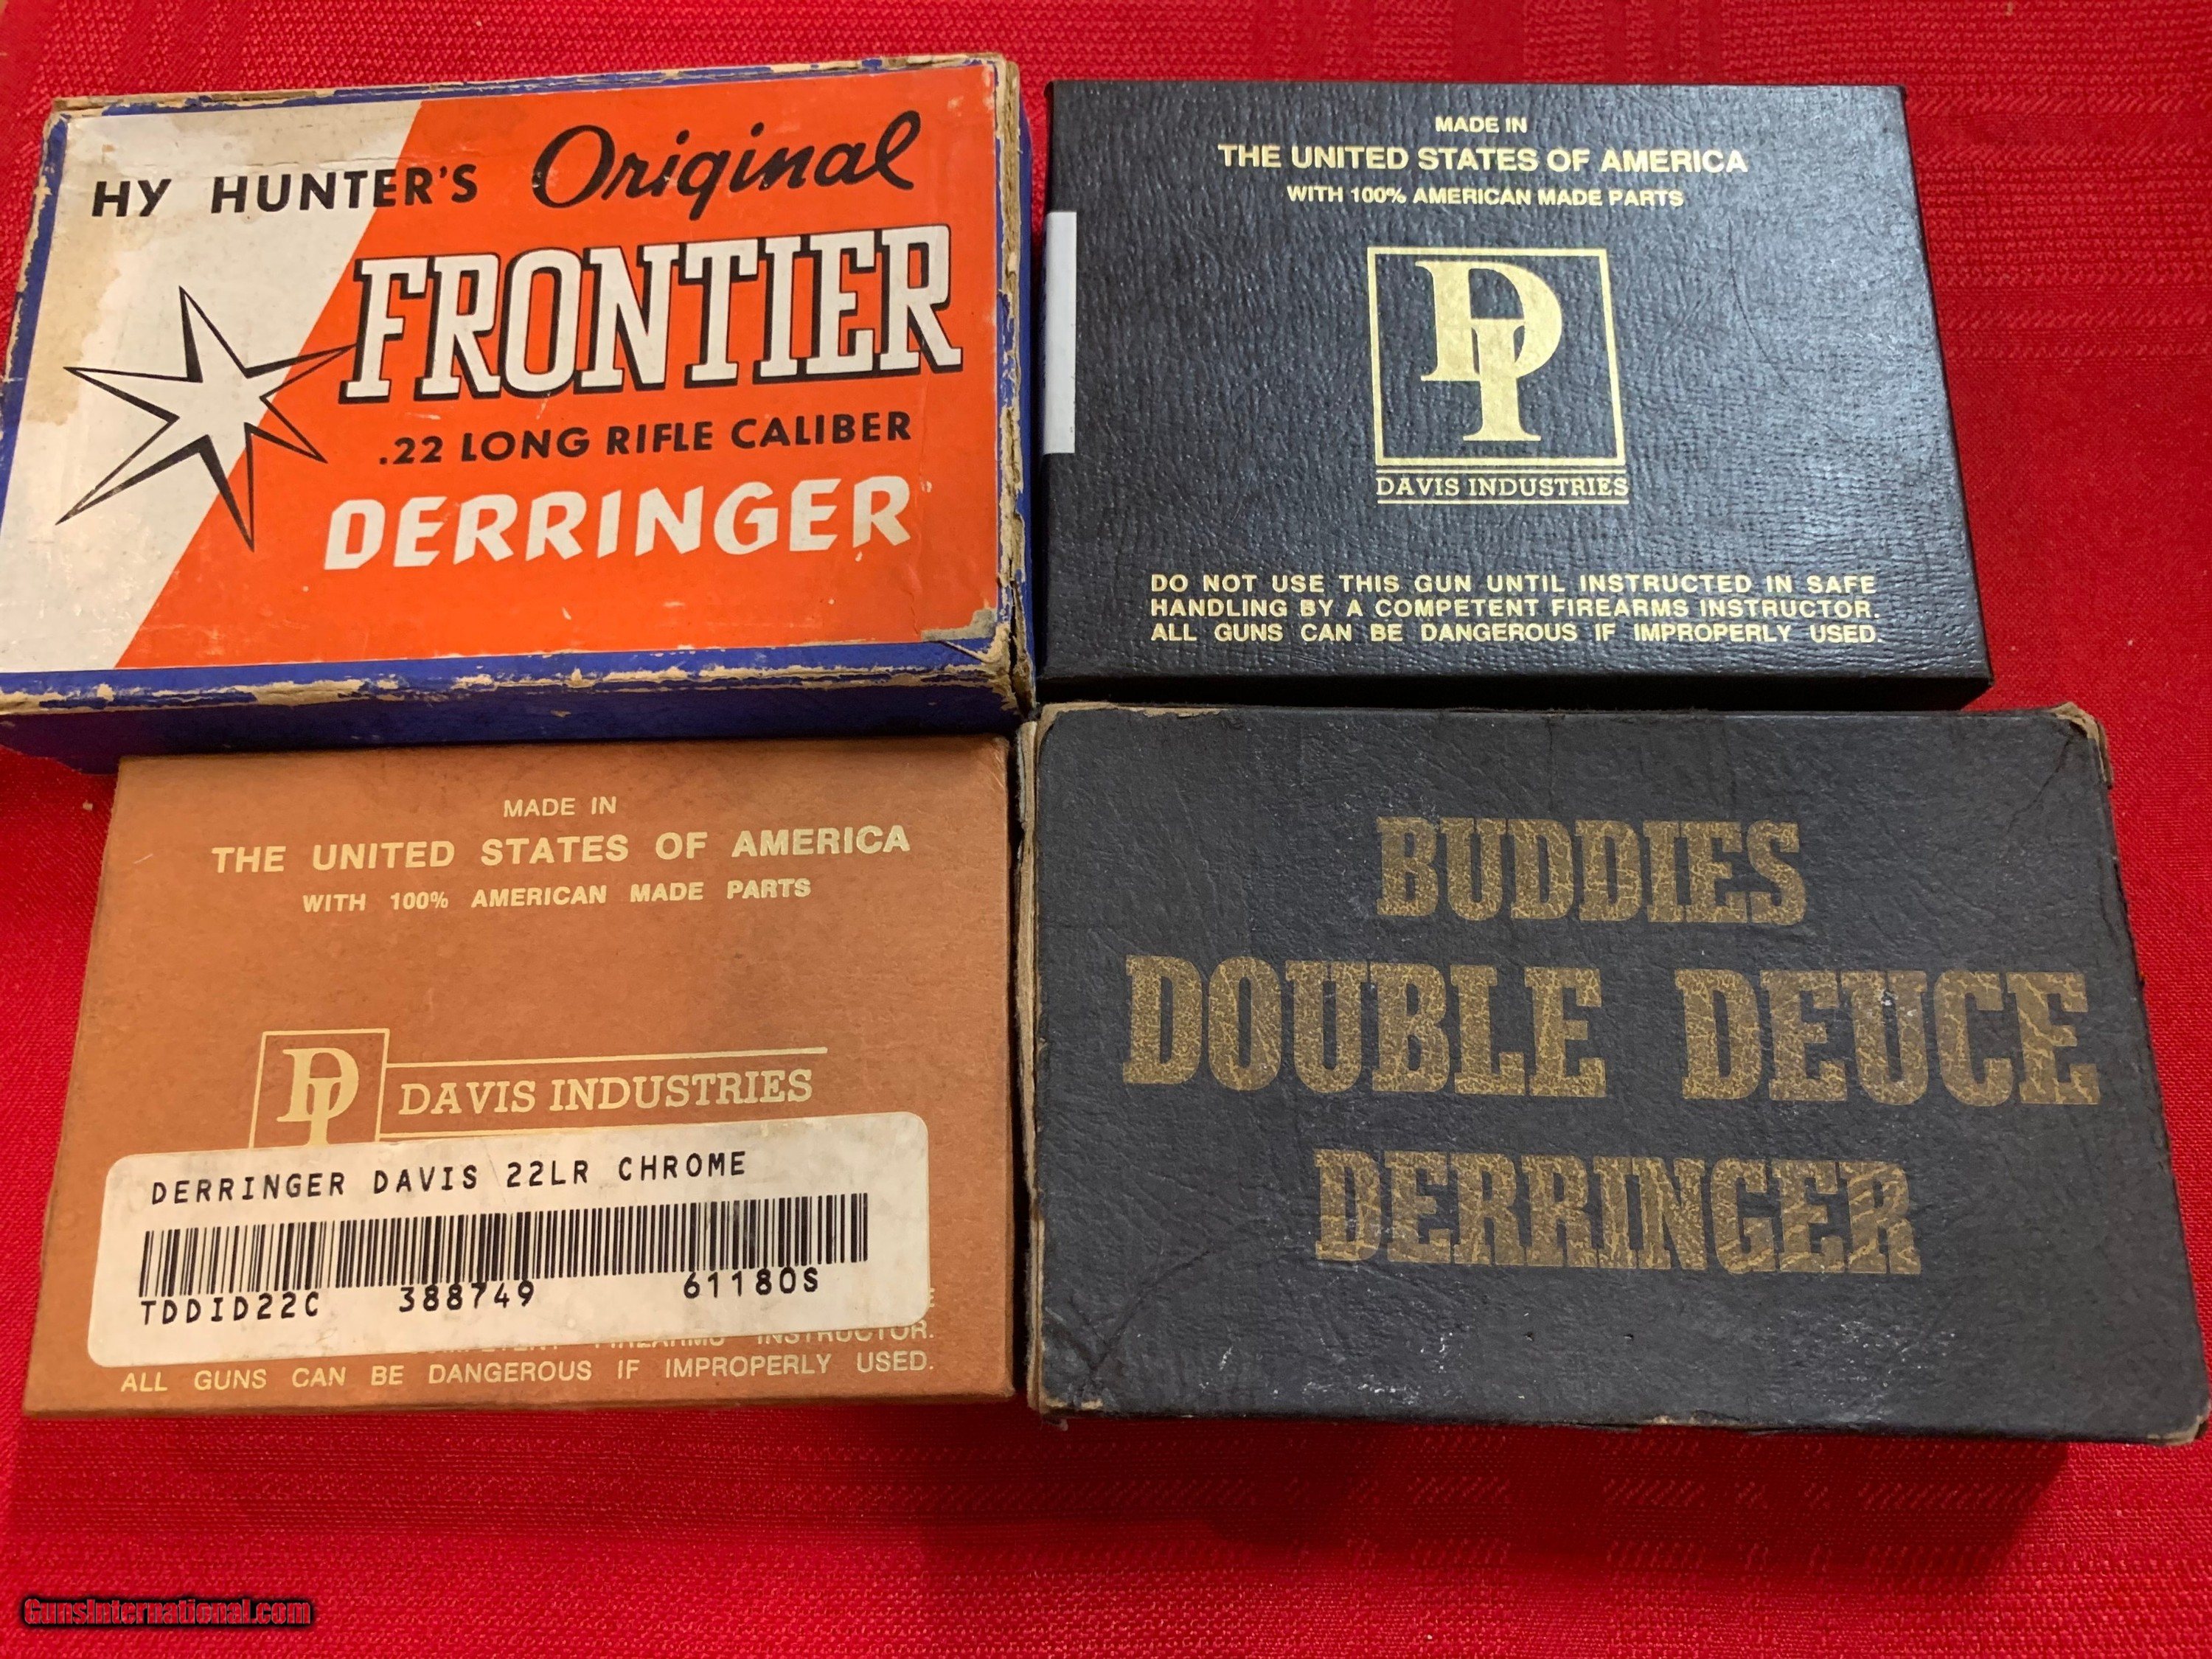 HY HUNTER'S Original
FRONTIER
.22 LONG RIFLE CALIBER
DERRINGER
MADE IN
THE UNITED STATES OF AMERICA
WITH 100% AMERICAN MADE PARTS
DI
DAVIS INDUSTRIES
DO NOT USE THIS GUN UNTIL INSTRUCTED IN SAFE
HANDLING BY A COMPETENT FIREARMS INSTRUCTOR.
ALL GUNS CAN BE DANGEROUS IF IMPROPERLY USED.
MADE IN
THE UNITED STATES OF AMERICA
WITH 100% AMERICAN MADE PARTS
DI DAVIS INDUSTRIES
DERRINGER DAVIS 22LR CHROME
TDDID22C 388749 61180S
FIREARMS INSTRUCTOR.
ALL GUNS CAN BE DANGEROUS IF IMPROPERLY USED.
BUDDIES
DOUBLE DEUCE
DERRINGER
GunsInternational.com